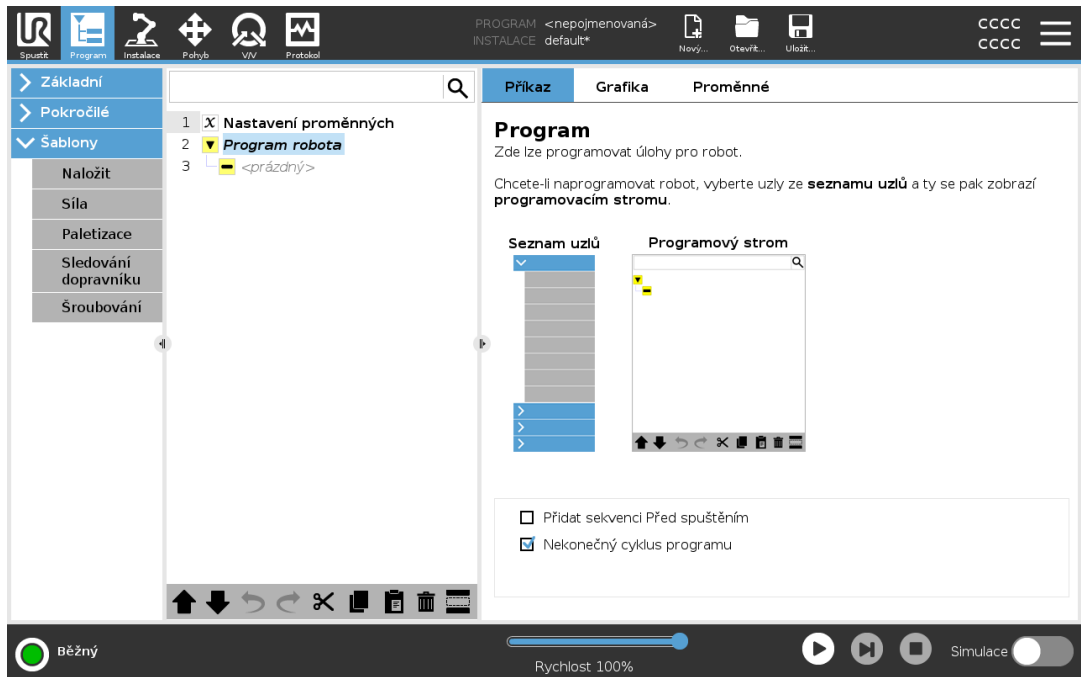 UR
Spustit
Program
Instalace
Pohyb
V/V
Protokol
PROGRAM <nepojmenovaná>
INSTALACE default*
Nový...
Otevřít...
Uložit...
CCCC
CCCC
Základní
Pokročilé
Šablony
Naložit
Síla
Paletizace
Sledování
dopravníku
Šroubování
1 X Nastavení proměnných
2 Program robota
3 <prázdný>
Příkaz
Grafika
Proměnné
Program
Zde lze programovat úlohy pro robot.
Chcete-li naprogramovat robot, vyberte uzly ze seznamu uzlů a ty se pak zobrazí
programovacím stromu.
Seznam uzlů
Programový strom
Přidat sekvenci Před spuštěním
Nekonečný cyklus programu
Běžný
Rychlost 100%
Simulace